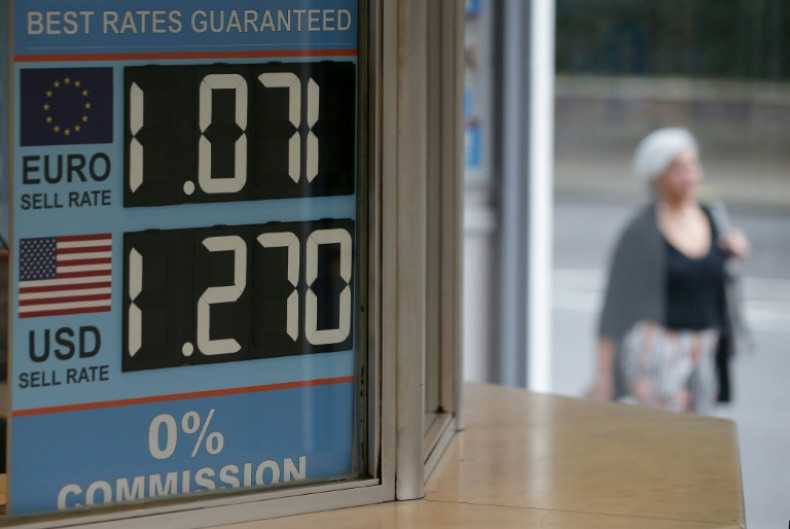 BEST RATES GUARANTEED
1.071
EURO
SELL RATE
1.270
USD
SELL RATE
0%
COMMISSION